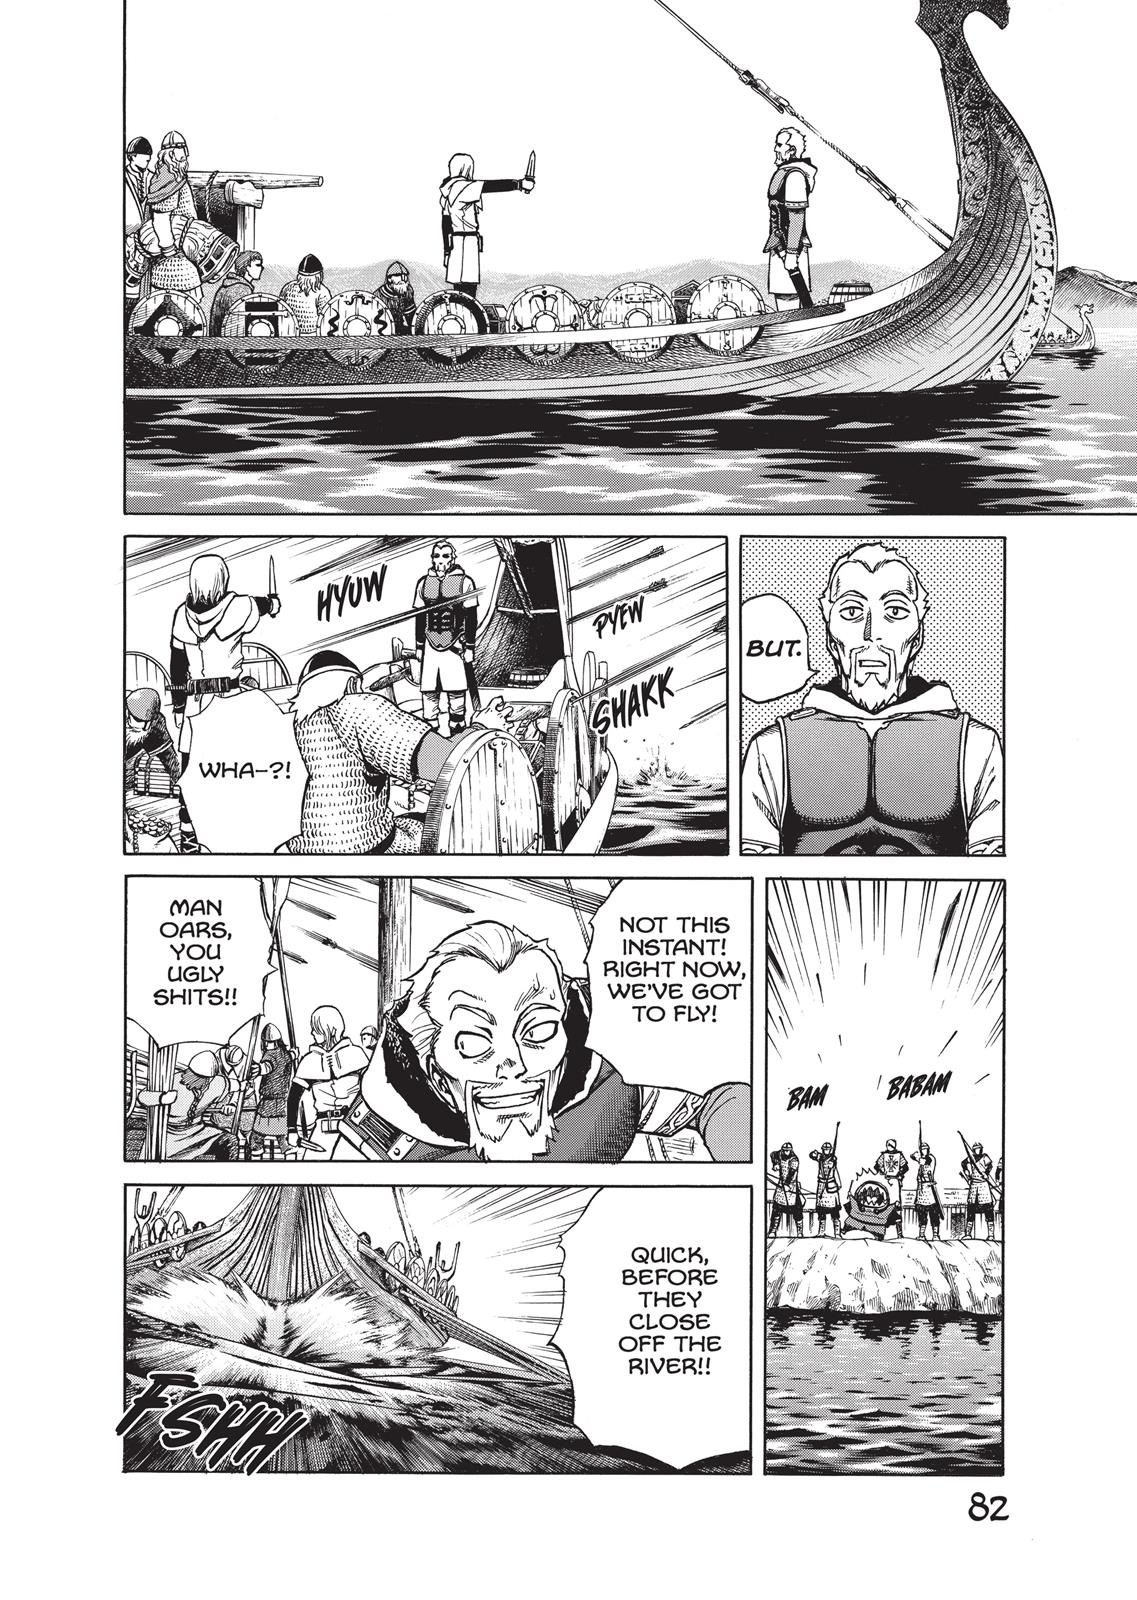 BUT.
HYUW
PYEW
SHAKK
WHA-?!
BAM
BABAM
NOT THIS
INSTANT!
RIGHT NOW,
WE'VE GOT
TO FLY!
MAN
OARS,
YOU
UGLY
SHITS!!
QUICK,
BEFORE
THEY
CLOSE
OFF THE
RIVER!!
FSHH
82